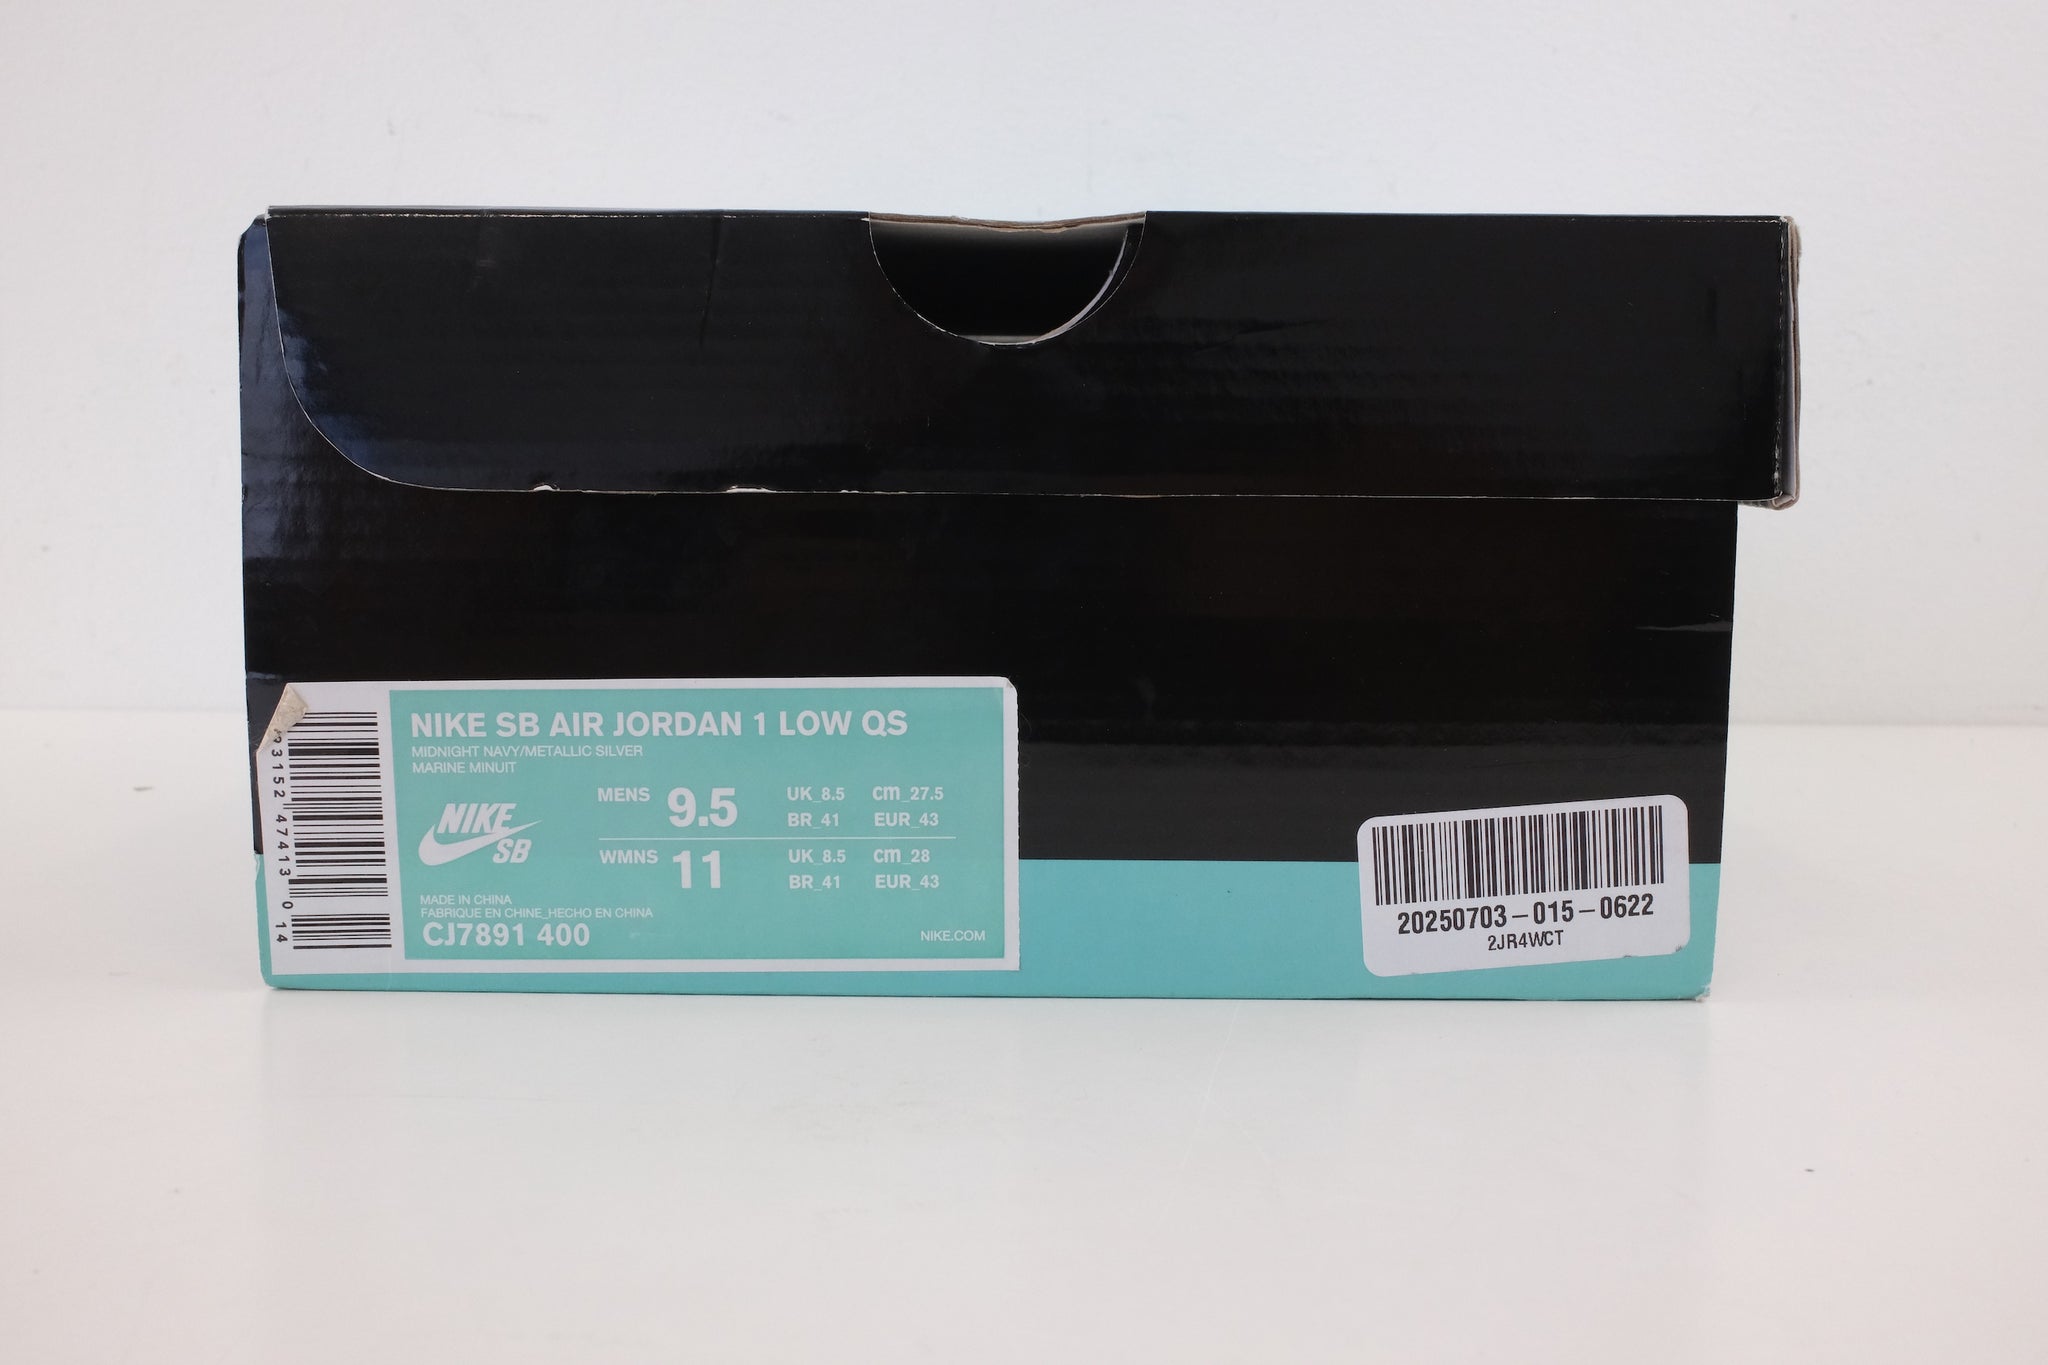 NIKE SB AIR JORDAN 1 LOW QS
MIDNIGHT NAVY/METALLIC SILVER
MARINE MINUIT
MENS 9.5 UK_8.5 cm_27.5
BR_41 EUR_43
WMNS 11 UK_8.5 cm_28
BR_41 EUR_43
NIKE
SB
MADE IN CHINA
FABRIQUE EN CHINE_HECHO EN CHINA
CJ7891 400
NIKE.COM
93152 47413 0 14
20250703-015-0622
2JR4WCT